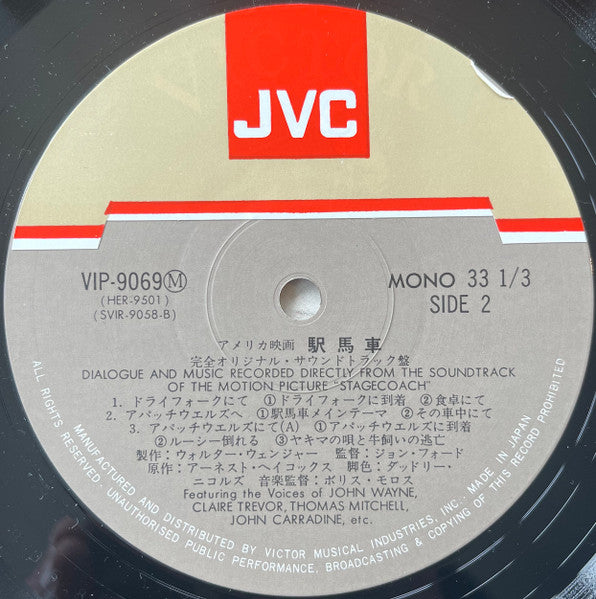 VICTOR
JVC
VIP-9069Ⓜ
(HER-9501)
(SVIR-9058-B)
MONO 33 1/3
SIDE 2
アメリカ映画 駅馬車
完全オリジナル・サウンドトラック盤
DIALOGUE AND MUSIC RECORDED DIRECTLY FROM THE SOUNDTRACK
OF THE MOTION PICTURE "STAGECOACH"
1. ドライフォークにて ①ドライフォークに到着 ②食卓にて
2. アパッチウエルズへ ①駅馬車メインテーマ ②その車中にて
3. アパッチウエルズにて(A) ①アパッチウエルズに到着
②ルーシー倒れる ③ヤキマの唄と牛飼いの逃亡
製作：ウォルター・ウェンジャー 監督：ジョン・フォード
原作：アーネスト・ヘイコックス 脚色：ダッドリー・
ニコルズ 音楽監督：ボリス・モロス
Featuring the Voices of JOHN WAYNE,
CLAIRE TREVOR, THOMAS MITCHELL,
JOHN CARRADINE, etc.
MANUFACTURED AND DISTRIBUTED BY VICTOR MUSICAL INDUSTRIES, INC. MADE IN JAPAN
ALL RIGHTS RESERVED. UNAUTHORISED PUBLIC PERFORMANCE, BROADCASTING & COPYING OF THIS RECORD PROHIBITED